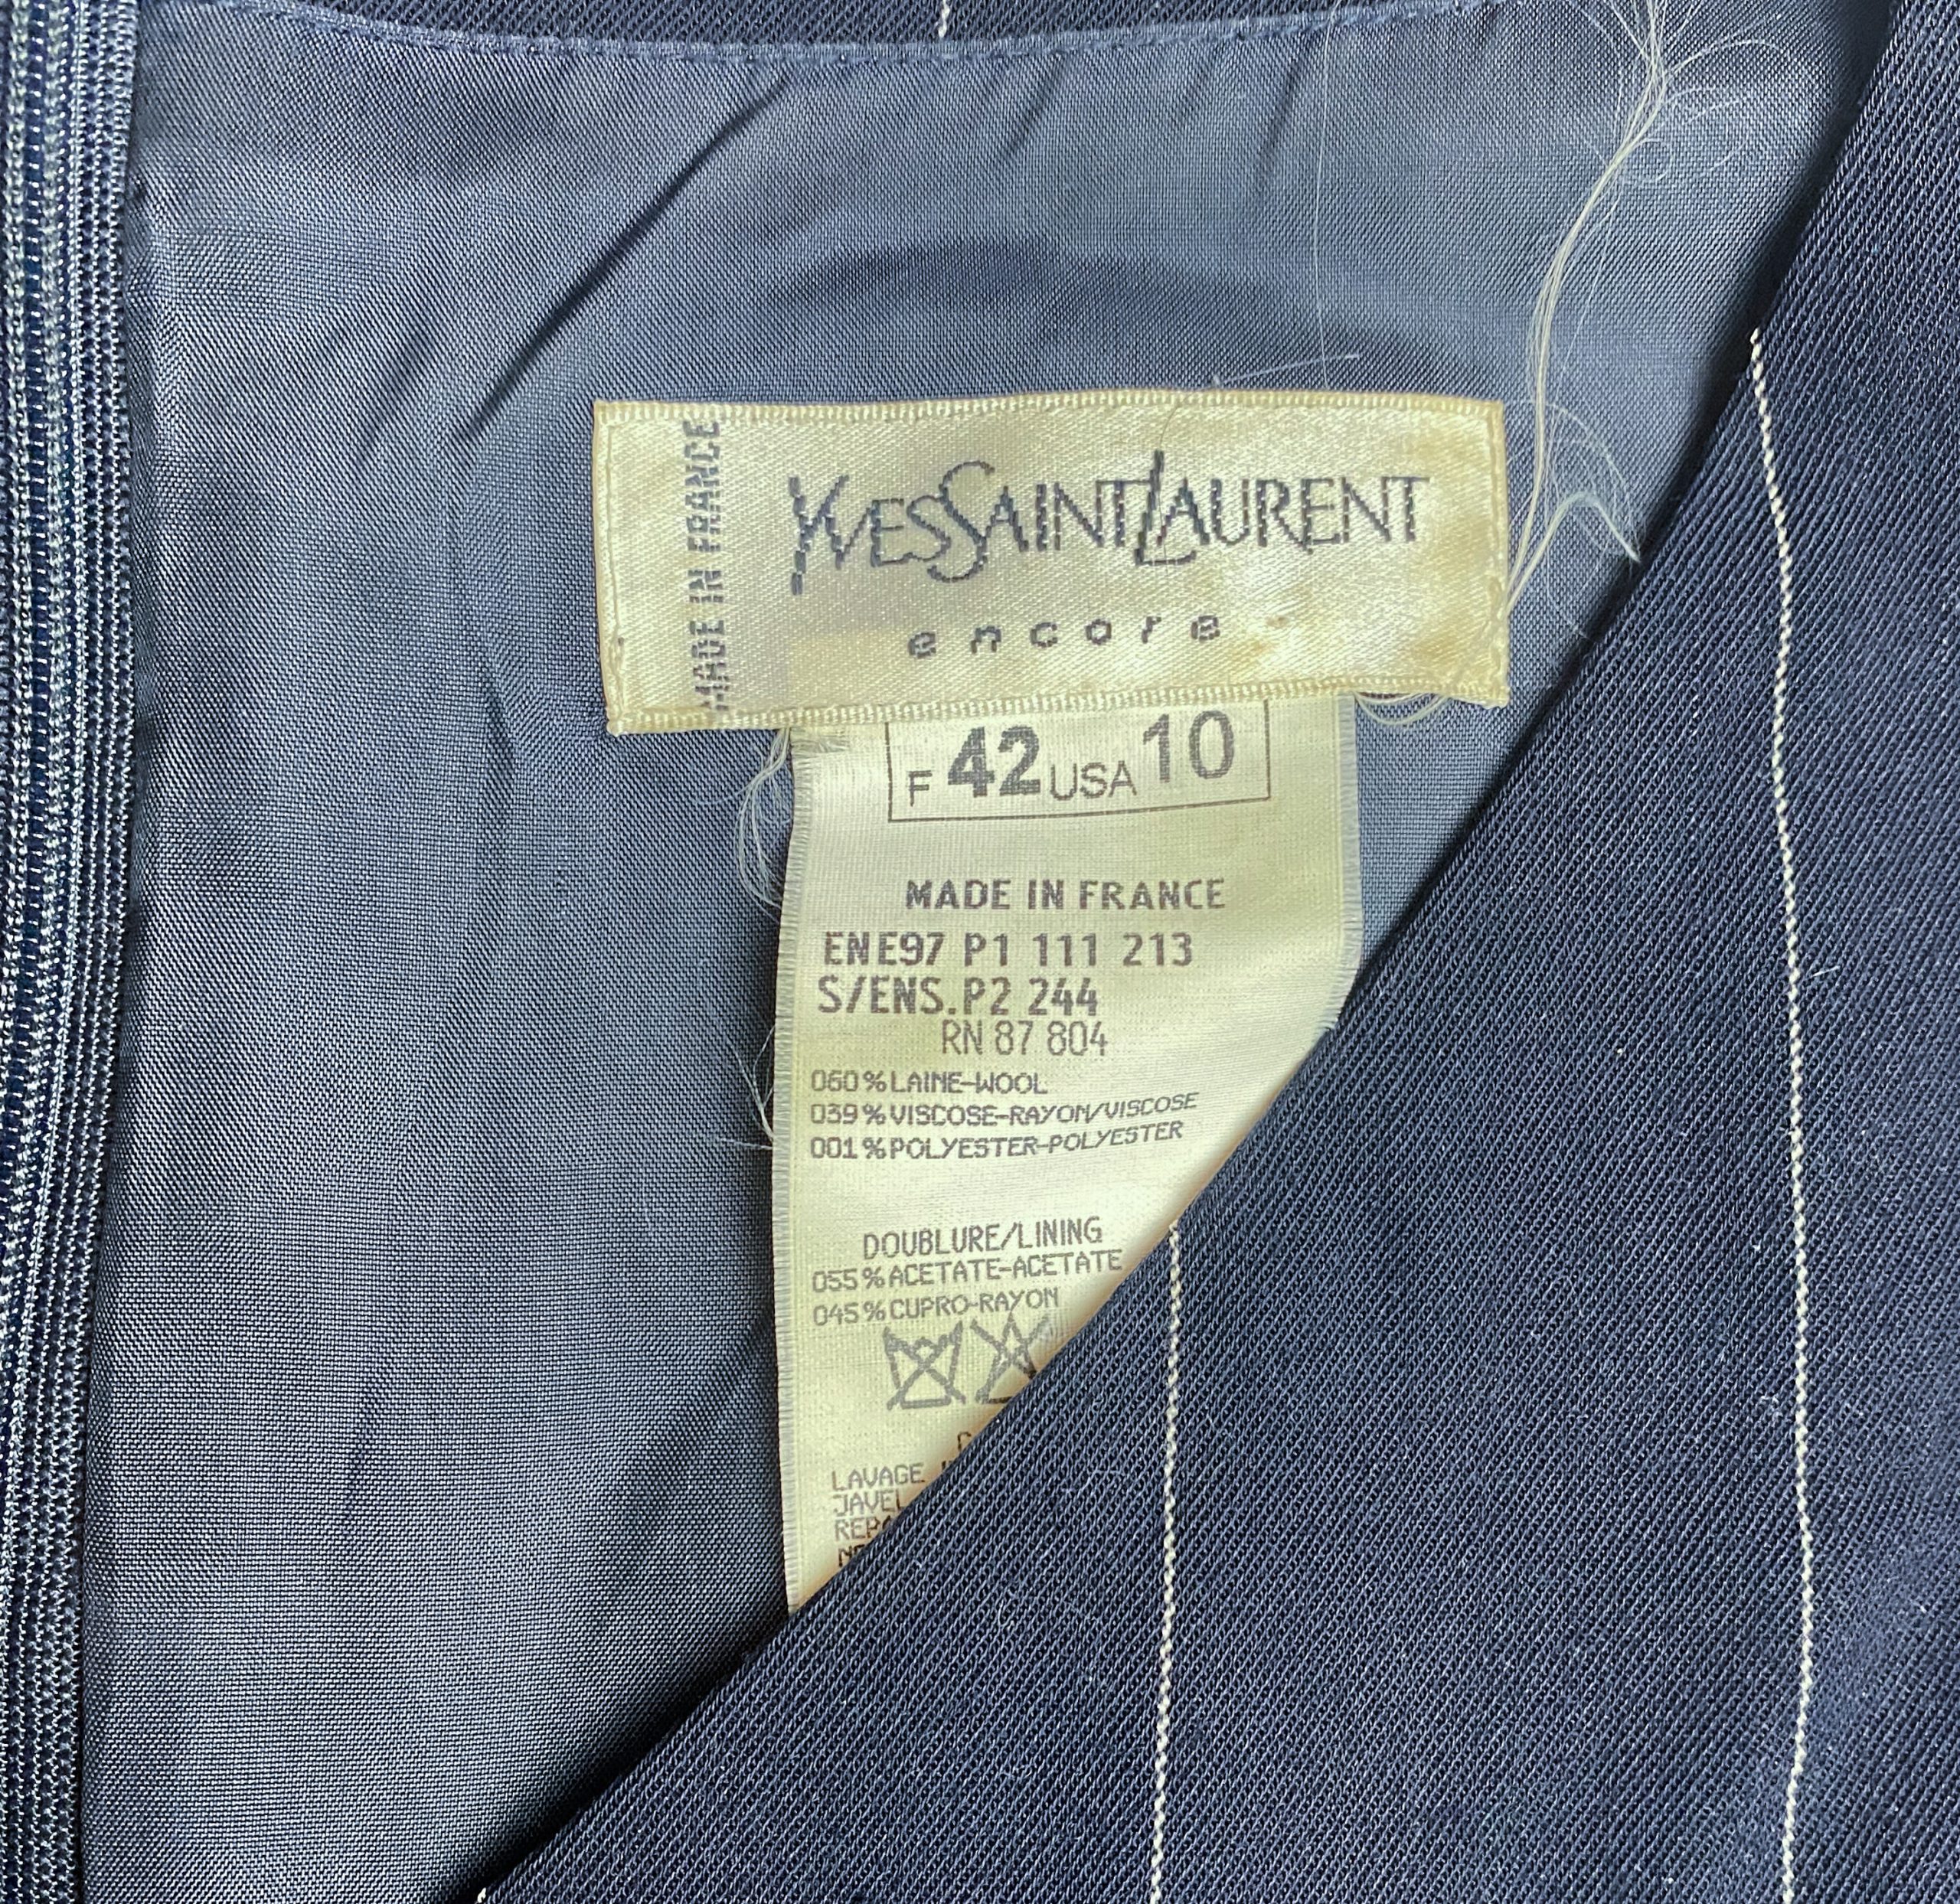 MADE IN FRANCE
YVES SAINT LAURENT
encore
F 42 USA 10
MADE IN FRANCE
EN E97 P1 111 213
S/ENS. P2 244
RN 87 804
060% LAINE-WOOL
039% VISCOSE-RAYON/VISCOSE
001% POLYESTER-POLYESTER
DOUBLURE/LINING
055% ACETATE-ACETATE
045% CUPRO-RAYON
LAVAGE